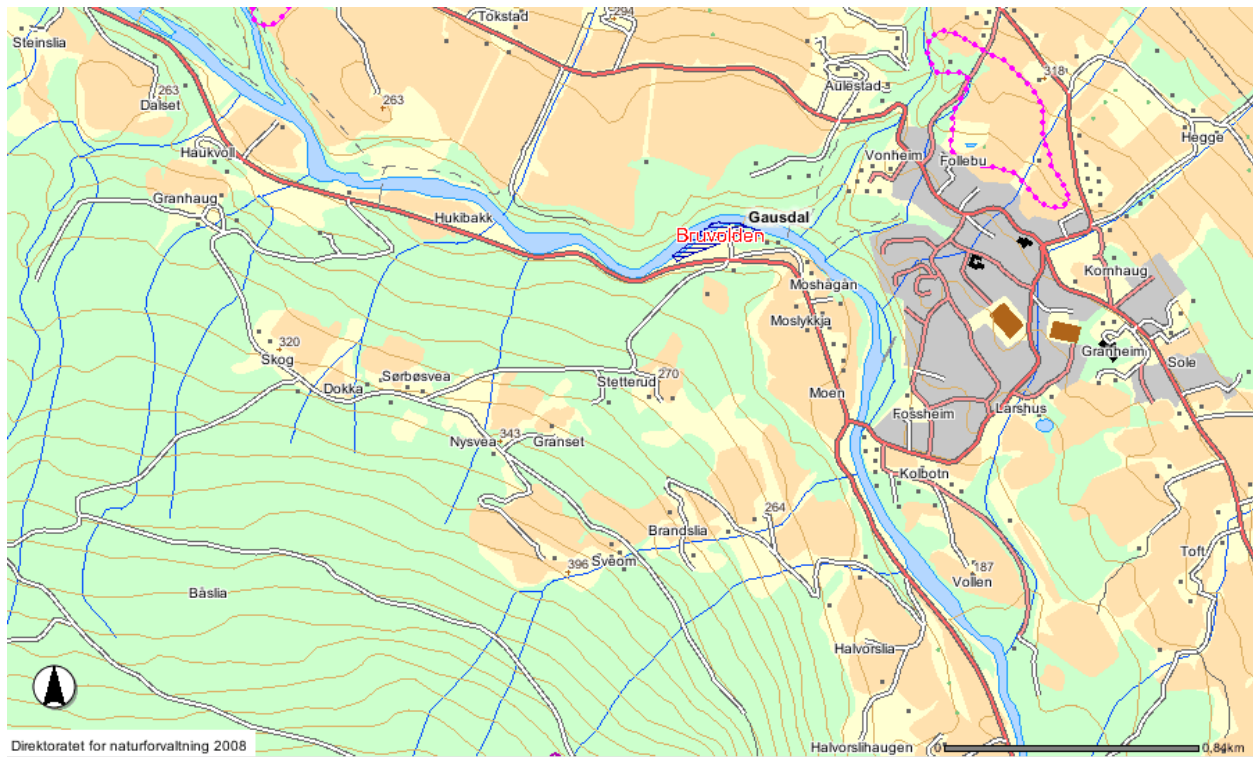 Tokstad
294
Steinslia
318
Aulestad
263
Dalset
263
Hegge
Haukvoll
Vonheim
Follebu
Granhaug
Hukibakk
Gausdal
Bruvolden
Kornhaug
Moshagan
Moslykkja
320
Skog
Granheim
Sole
Sørbøsvea
Dokka
Stetterud
270
Moen
Fossheim
Larshus
Nysvea
343
Granset
Kolbotn
264
Brandslia
Toft
396
Sveom
187
Vollen
Båslia
Halvorslia
Direktoratet for naturforvaltning 2008
Halvorslihaugen
0
0,84km